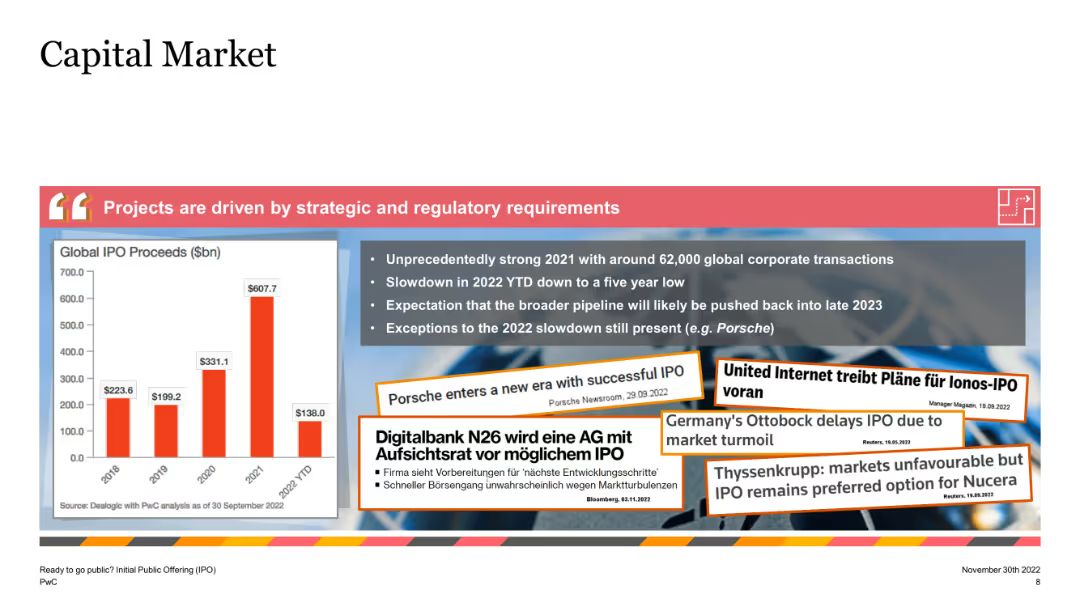 Capital Market
Projects are driven by strategic and regulatory requirements
Global IPO Proceeds ($bn)
700.0
600.0
500.0
400.0
300.0
200.0
100.0
0.0
$223.6
$199.2
$331.1
$607.7
$138.0
2018
2019
2020
2021
2022 YTD
Source: Dealogic with PwC analysis as of 30 September 2022
• Unprecedentedly strong 2021 with around 62,000 global corporate transactions
• Slowdown in 2022 YTD down to a five year low
• Expectation that the broader pipeline will likely be pushed back into late 2023
• Exceptions to the 2022 slowdown still present (e.g. Porsche)
Porsche enters a new era with successful IPO
Porsche Newsroom, 29.09.2022
United Internet treibt Pläne für Ionos-IPO
voran
Manager Magazin, 19.09.2022
Digitalbank N26 wird eine AG mit
Aufsichtsrat vor möglichem IPO
▪ Firma sieht Vorbereitungen für ‘nächste Entwicklungsschritte’
▪ Schneller Börsengang unwahrscheinlich wegen Marktturbulenzen
Bloomberg, 03.11.2022
Germany's Ottobock delays IPO due to
market turmoil
Reuters, 19.05.2022
Thyssenkrupp: markets unfavourable but
IPO remains preferred option for Nucera
Reuters, 19.09.2022
Ready to go public? Initial Public Offering (IPO)
PwC
November 30th 2022
8